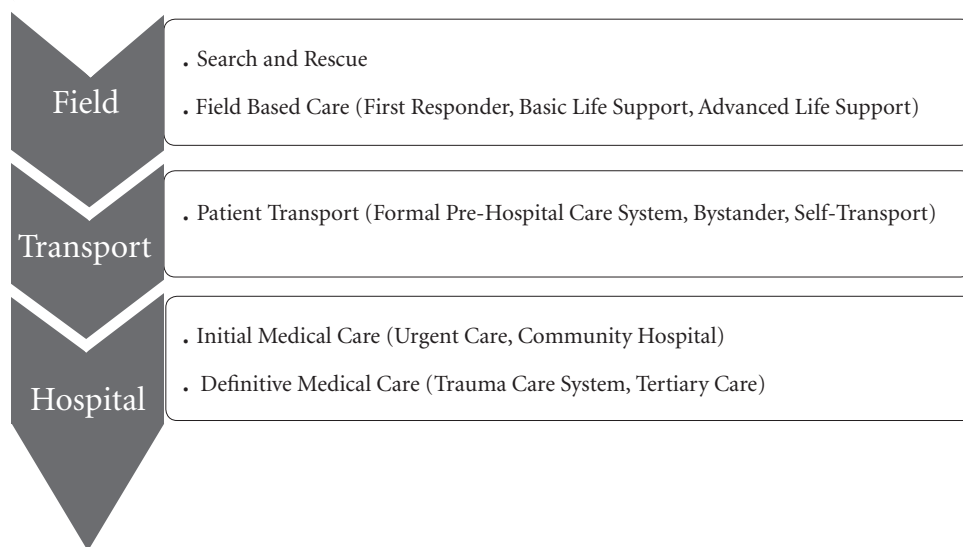 Field
. Search and Rescue
. Field Based Care (First Responder, Basic Life Support, Advanced Life Support)
Transport
. Patient Transport (Formal Pre-Hospital Care System, Bystander, Self-Transport)
Hospital
. Initial Medical Care (Urgent Care, Community Hospital)
. Definitive Medical Care (Trauma Care System, Tertiary Care)